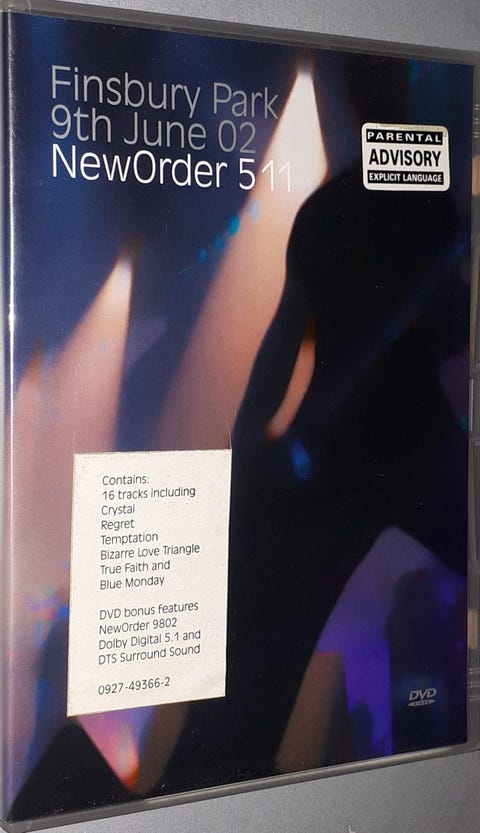 Finsbury Park
9th June 02
NewOrder 511
PARENTAL
ADVISORY
EXPLICIT LANGUAGE
Contains:
16 tracks including
Crystal
Regret
Temptation
Bizarre Love Triangle
True Faith and
Blue Monday
DVD bonus features
NewOrder 9802
Dolby Digital 5.1 and
DTS Surround Sound
0927-49366-2
DVD